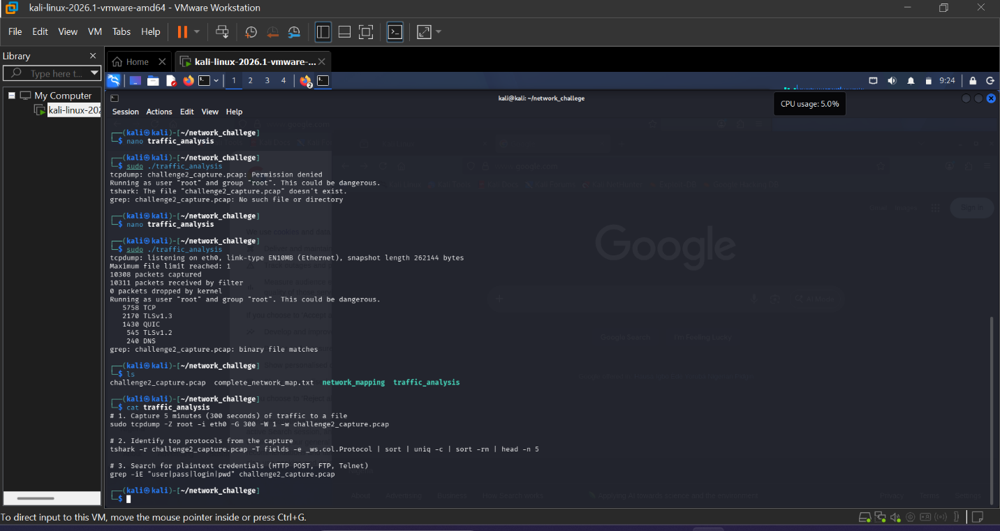 kali-linux-2026.1-vmware-amd64 - VMware Workstation
File Edit View VM Tabs Help
Library
Home
kali-linux-2026.1-vmware-...
Type here t...
1 2 3 4
2
9:24
My Computer
kali-linux-202
kali@kali: ~/network_challege
CPU usage: 5.0%
Session Actions Edit View Help
┌──(kali㉿kali)-[~/network_challege]
└─$ nano traffic_analysis
┌──(kali㉿kali)-[~/network_challege]
└─$ sudo ./traffic_analysis
tcpdump: challenge2_capture.pcap: Permission denied
Running as user "root" and group "root". This could be dangerous.
tshark: The file "challenge2_capture.pcap" doesn't exist.
grep: challenge2_capture.pcap: No such file or directory
┌──(kali㉿kali)-[~/network_challege]
└─$ nano traffic_analysis
┌──(kali㉿kali)-[~/network_challege]
└─$ sudo ./traffic_analysis
tcpdump: listening on eth0, link-type EN10MB (Ethernet), snapshot length 262144 bytes
Maximum file limit reached: 1
10308 packets captured
10311 packets received by filter
0 packets dropped by kernel
Running as user "root" and group "root". This could be dangerous.
5758 TCP
2170 TLSv1.3
1430 QUIC
545 TLSv1.2
240 DNS
grep: challenge2_capture.pcap: binary file matches
┌──(kali㉿kali)-[~/network_challege]
└─$ ls
challenge2_capture.pcap complete_network_map.txt network_mapping traffic_analysis
┌──(kali㉿kali)-[~/network_challege]
└─$ cat traffic_analysis
# 1. Capture 5 minutes (300 seconds) of traffic to a file
sudo tcpdump -Z root -i eth0 -G 300 -W 1 -w challenge2_capture.pcap
# 2. Identify top protocols from the capture
tshark -r challenge2_capture.pcap -T fields -e _ws.col.Protocol | sort | uniq -c | sort -rn | head -n 5
# 3. Search for plaintext credentials (HTTP POST, FTP, Telnet)
grep -iE "user|pass|login|pwd" challenge2_capture.pcap
┌──(kali㉿kali)-[~/network_challege]
└─$
Google
Sign in
To direct input to this VM, move the mouse pointer inside or press Ctrl+G.